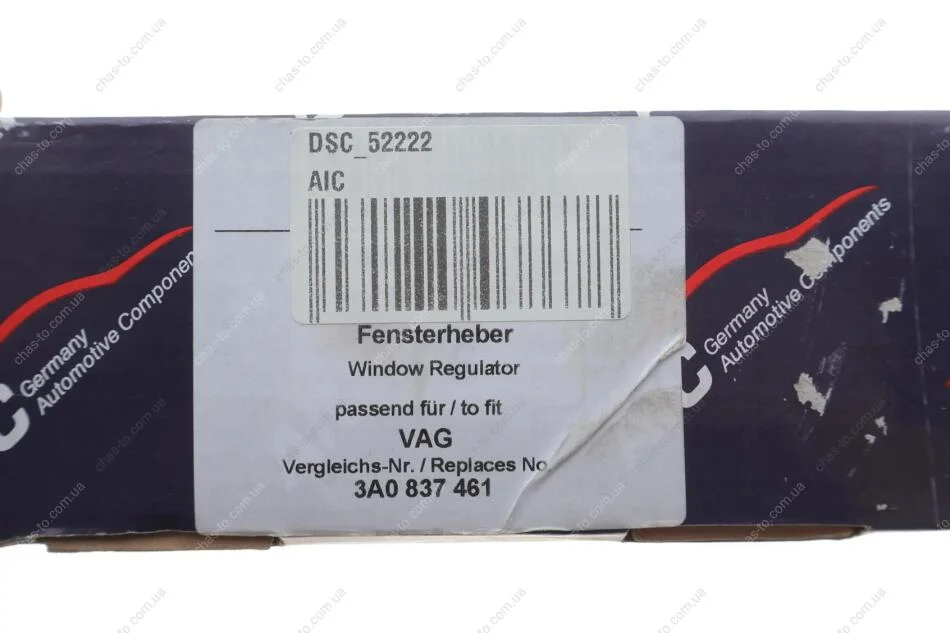 DSC_52222
AIC
Fensterheber
Window Regulator
passend für / to fit
VAG
Vergleichs-Nr. / Replaces No
3A0 837 461
C Germany
Automotive Components
C Germany
Automotive Components
chas-to.com.ua